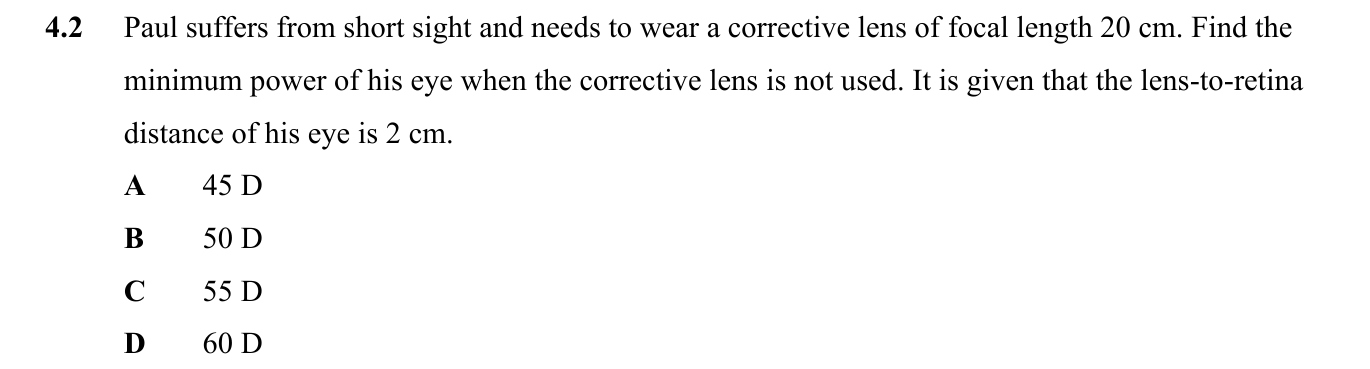 4.2 Paul suffers from short sight and needs to wear a corrective lens of focal length 20 cm. Find the
minimum power of his eye when the corrective lens is not used. It is given that the lens-to-retina
distance of his eye is 2 cm.
A 45 D
B 50 D
C 55 D
D 60 D